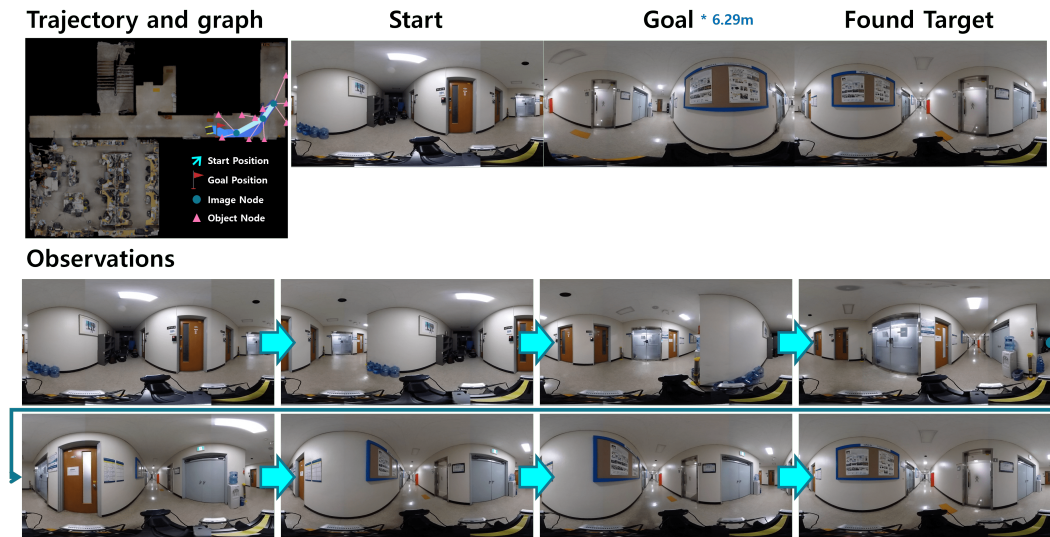 Trajectory and graph
Start
Goal * 6.29m
Found Target
Start Position
Goal Position
Image Node
Object Node
Observations